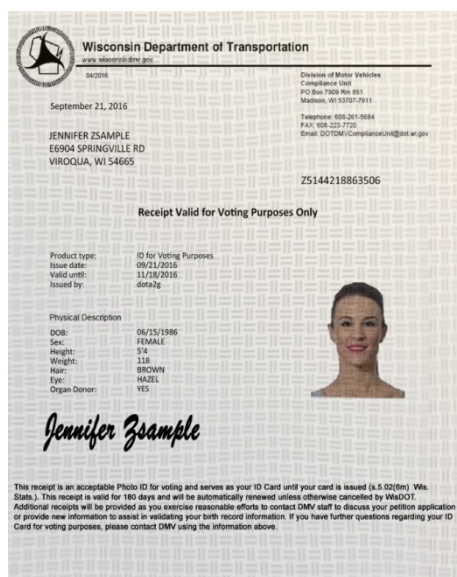 Wisconsin Department of Transportation
www.wisconsindmv.gov
04/2016
Division of Motor Vehicles
Compliance Unit
PO Box 7909 Rm 851
Madison, WI 53707-7911
Telephone: 608-261-5684
FAX: 608-223-7720
Email: DOTDMVComplianceUnit@dot.wi.gov
September 21, 2016
JENNIFER ZSAMPLE
E6904 SPRINGVILLE RD
VIROQUA, WI 54665
Z5144218863506
Receipt Valid for Voting Purposes Only
Product type: ID for Voting Purposes
Issue date: 09/21/2016
Valid until: 11/18/2016
Issued by: dota2g
Physical Description
DOB: 06/15/1986
Sex: FEMALE
Height: 5'4
Weight: 118
Hair: BROWN
Eye: HAZEL
Organ Donor: YES
Jennifer Zsample
This receipt is an acceptable Photo ID for voting and serves as your ID Card until your card is issued (s.5.02(6m) Wis.
Stats.). This receipt is valid for 180 days and will be automatically renewed unless otherwise cancelled by WisDOT.
Additional receipts will be provided as you exercise reasonable efforts to contact DMV staff to discuss your petition application
or provide new information to assist in validating your birth record information. If you have further questions regarding your ID
Card for voting purposes, please contact DMV using the information above.